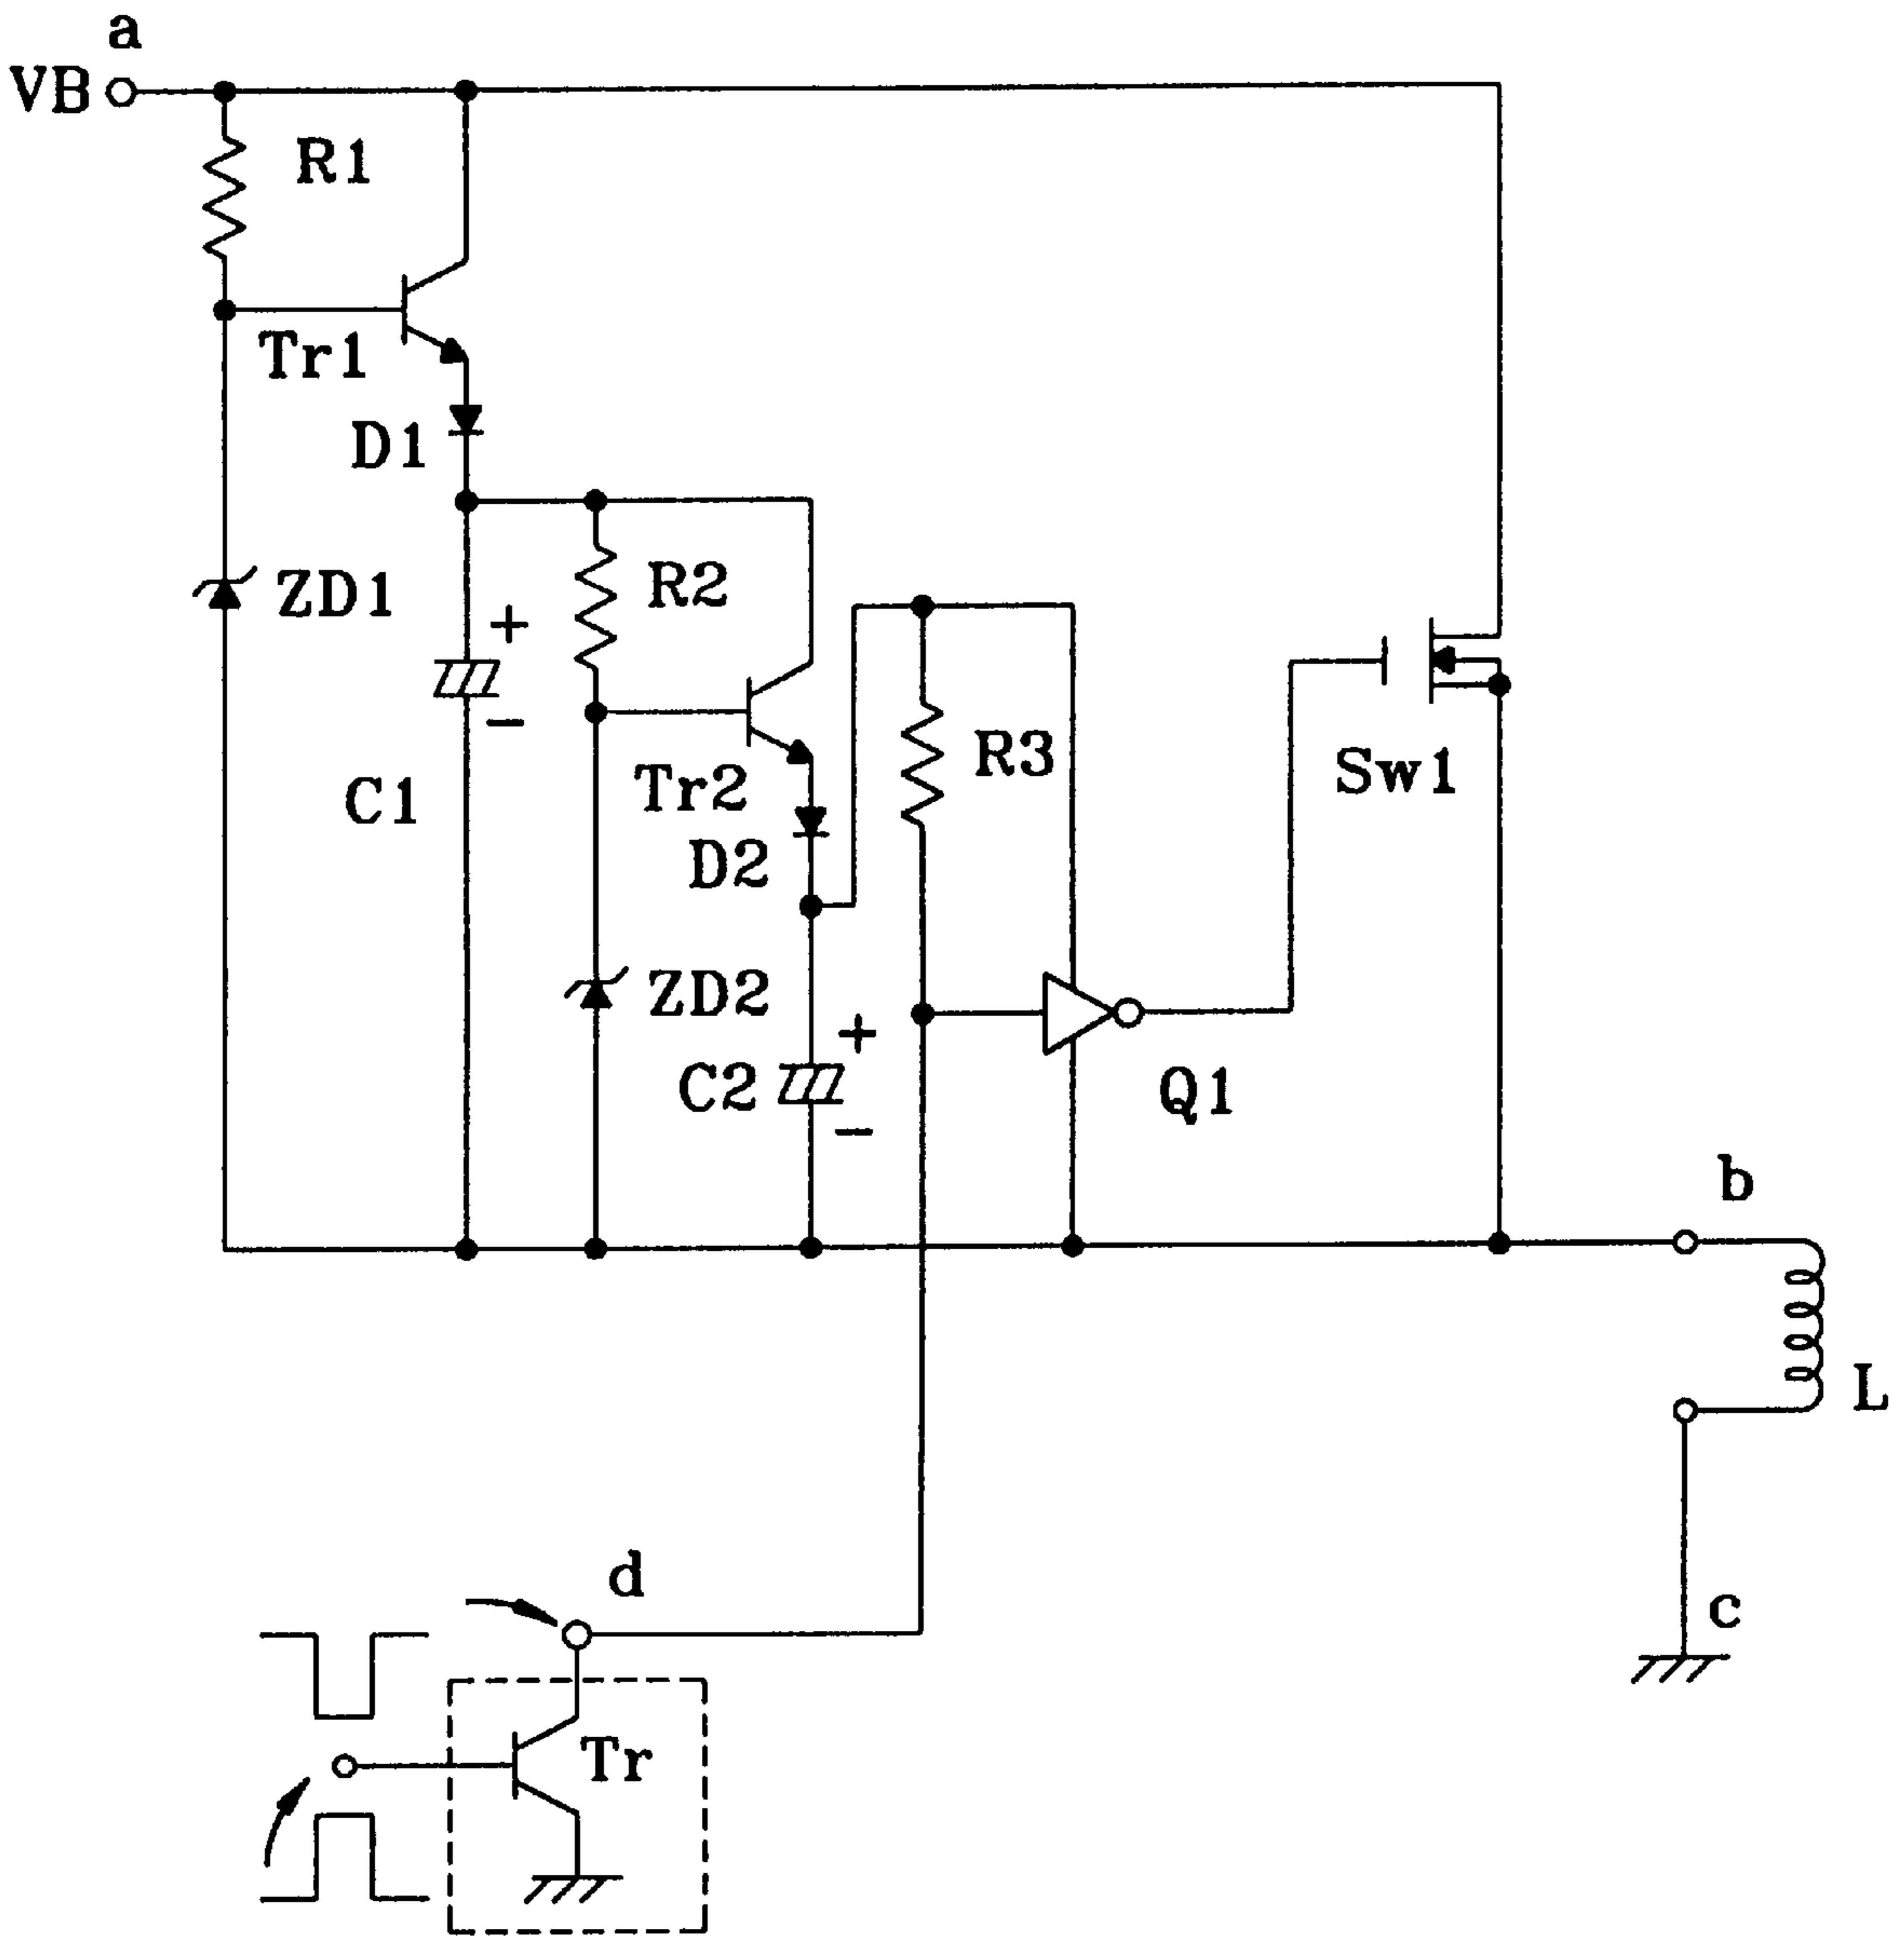 a
VB
R1
Tr1
D1
ZD1
R2
+
-
C1
Tr2
R3
Sw1
D2
ZD2
+
C2
-
Q1
b
L
d
c
Tr